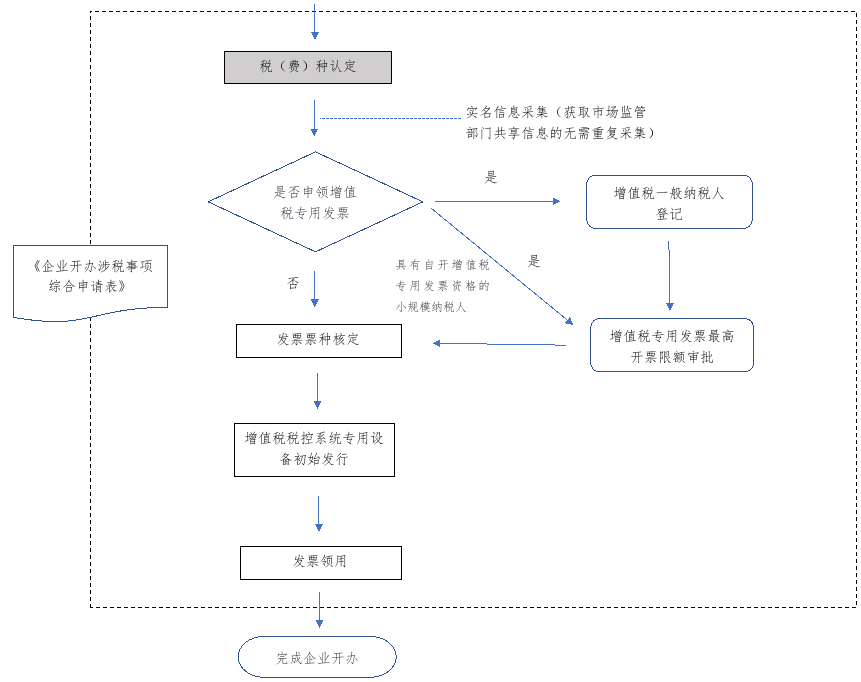 税（费）种认定
实名信息采集（获取市场监管
部门共享信息的无需重复采集）
是
是否申领增值
税专用发票
增值税一般纳税人
登记
《企业开办涉税事项
综合申请表》
具有自开增值税
专用发票资格的
小规模纳税人
是
否
发票票种核定
增值税专用发票最高
开票限额审批
增值税税控系统专用设
备初始发行
发票领用
完成企业开办